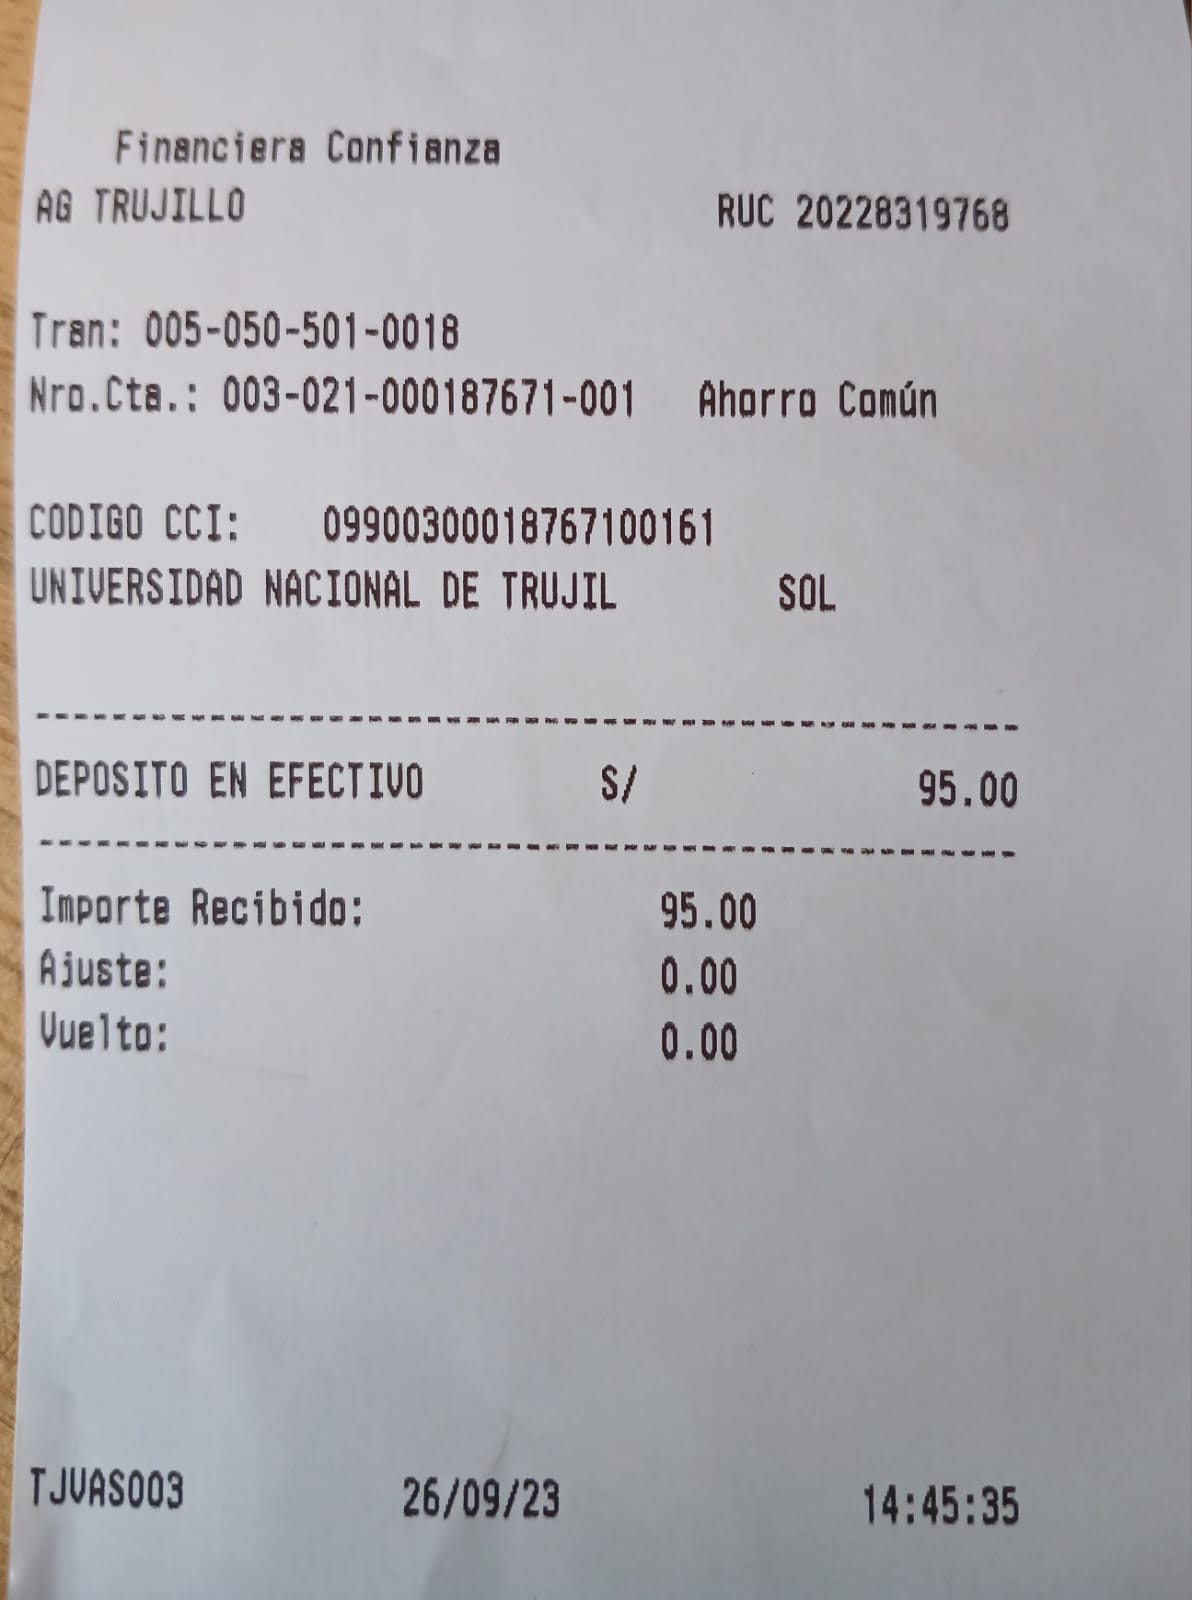 Financiera Confianza
AG TRUJILLO RUC 20228319768
Tran: 005-050-501-0018
Nro.Cta.: 003-021-000187671-001 Ahorro Común
CODIGO CCI: 09900300018767100161
UNIVERSIDAD NACIONAL DE TRUJIL SOL
--------------------------------------------------
DEPOSITO EN EFECTIVO S/ 95.00
--------------------------------------------------
Importe Recibido: 95.00
Ajuste: 0.00
Vuelto: 0.00
TJVAS003 26/09/23 14:45:35